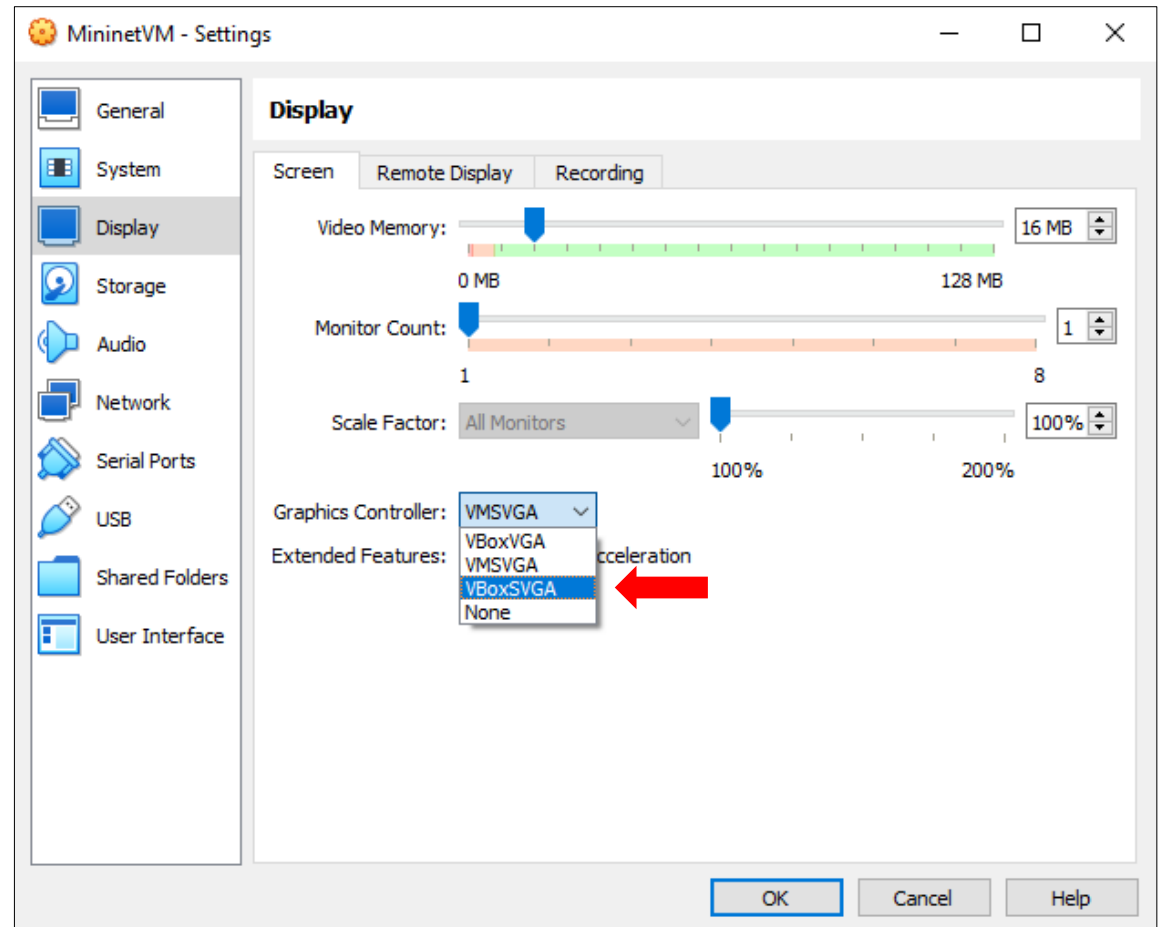 MininetVM - Settings
General
System
Display
Storage
Audio
Network
Serial Ports
USB
Shared Folders
User Interface
Display
Screen
Remote Display
Recording
Video Memory:
16 MB
0 MB
128 MB
Monitor Count:
1
1
8
Scale Factor:
All Monitors
100%
100%
200%
Graphics Controller:
VMSVGA
VBoxVGA
Extended Features:
cceleration
VMSVGA
VBoxSVGA
None
OK
Cancel
Help